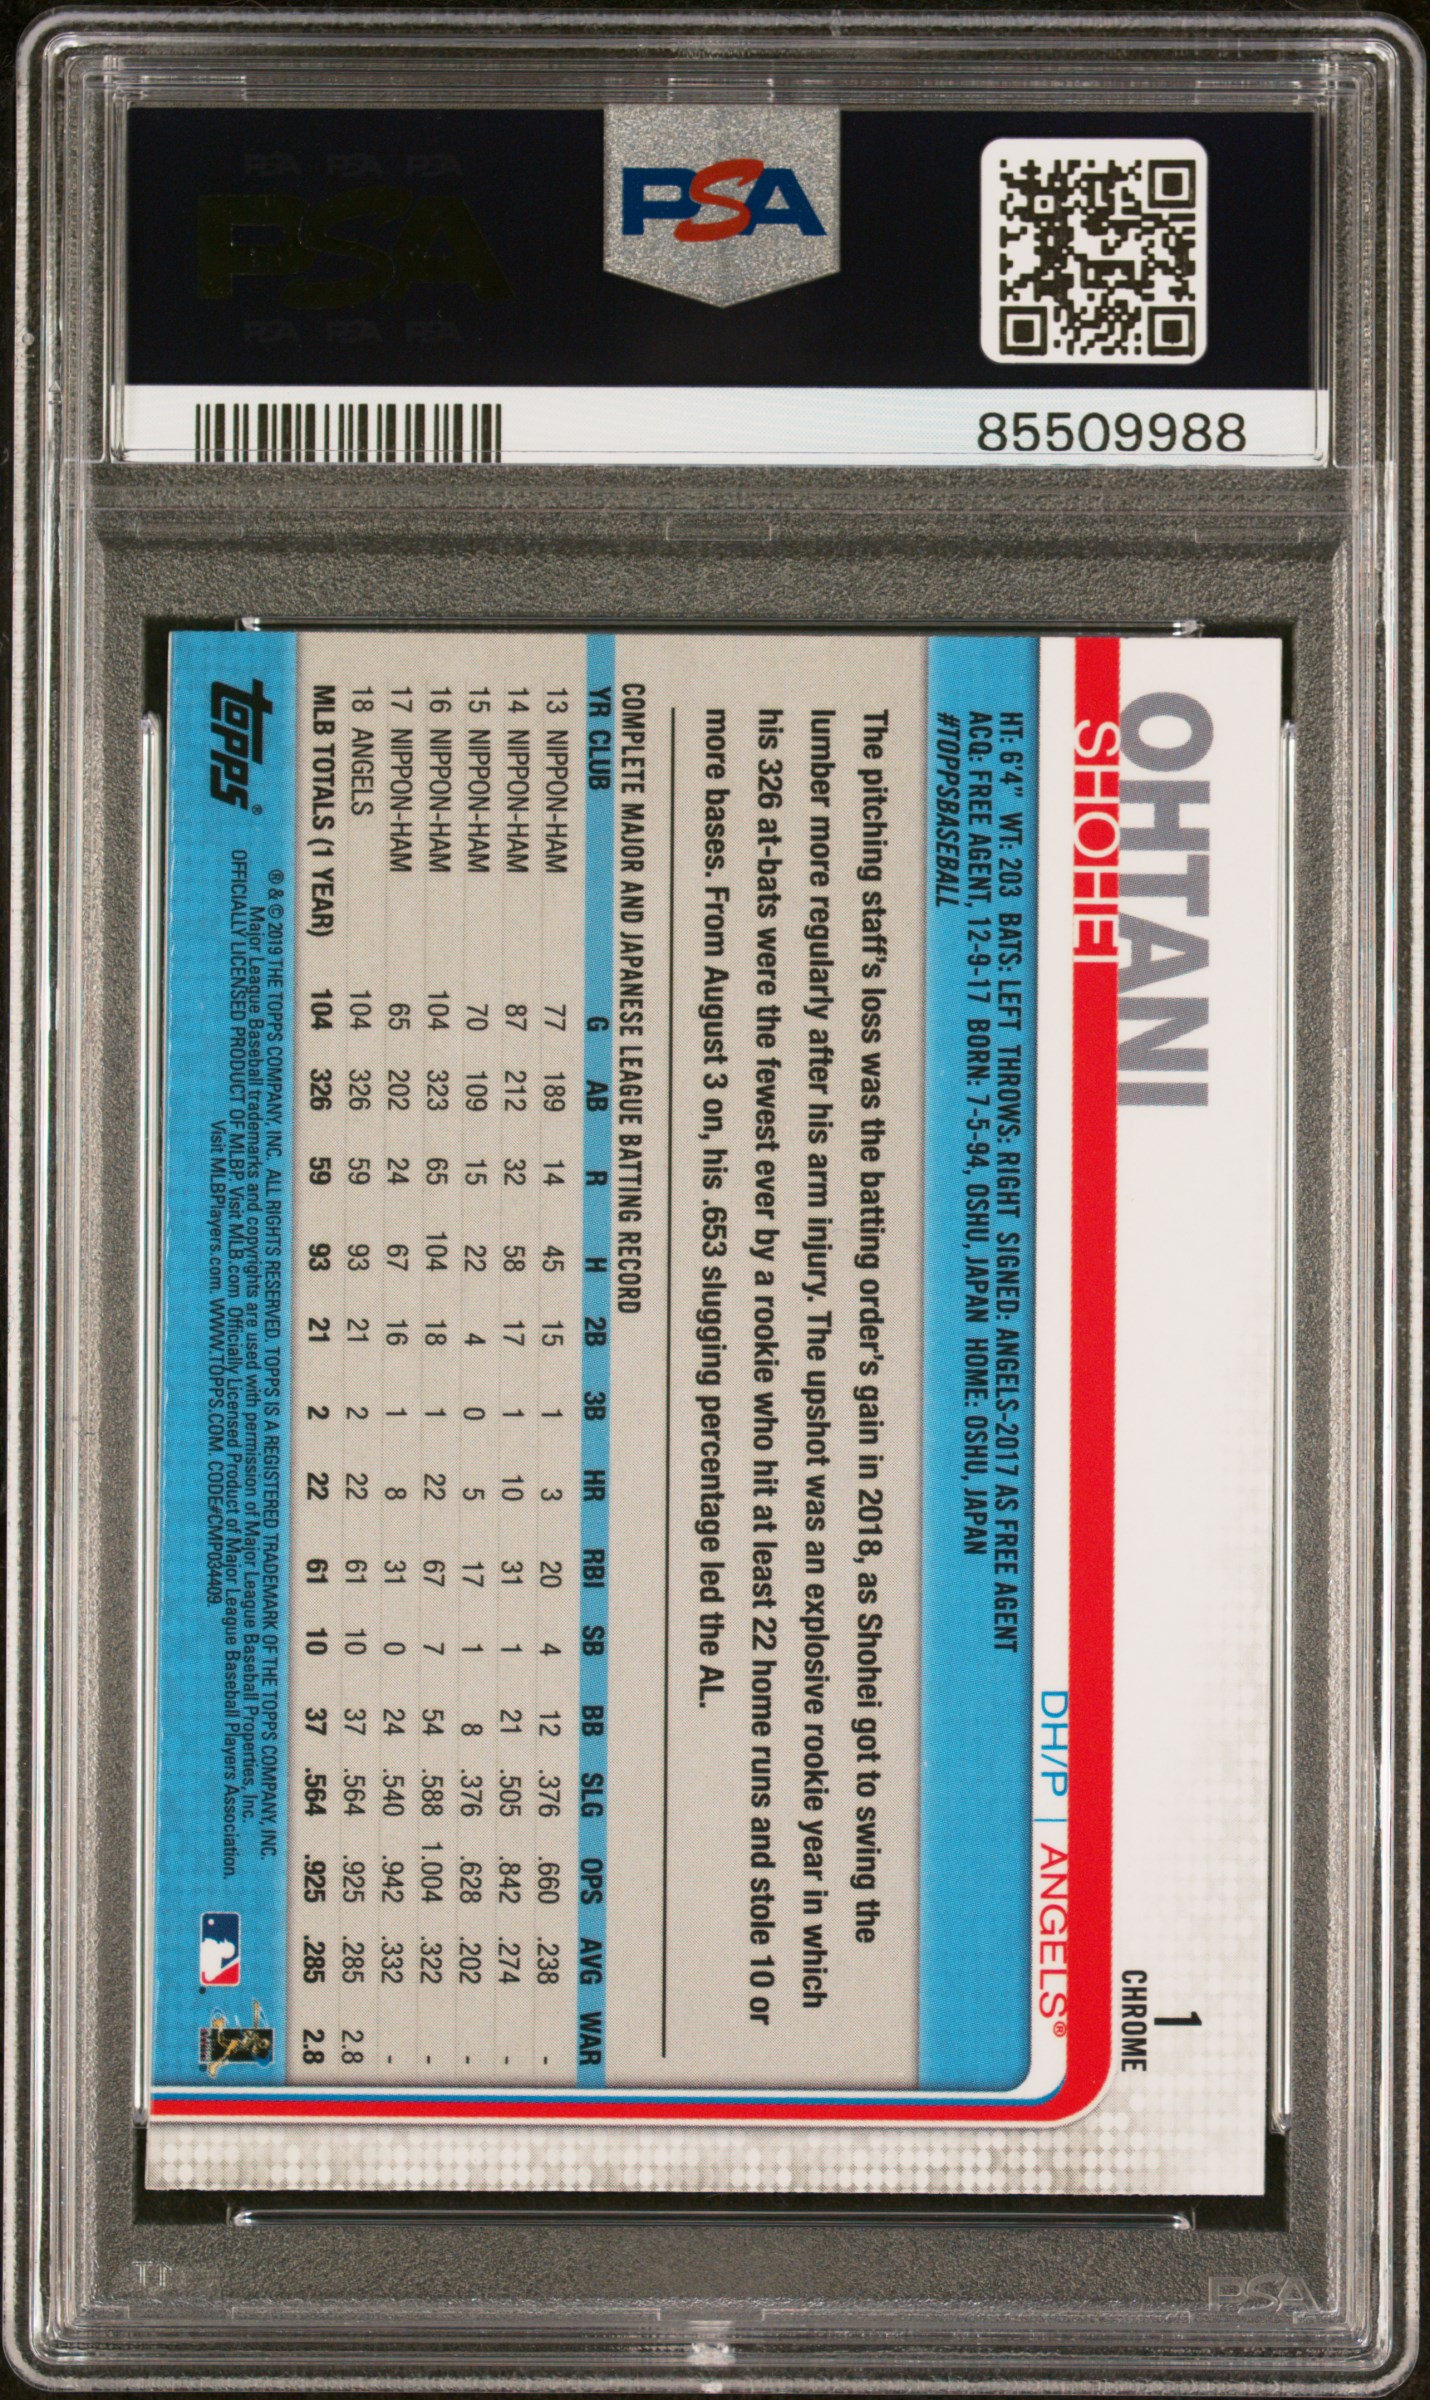 PSA PSA PSA
PSA
PSA PSA PSA
PSA
85509988
OHTANI
SHOHEI
1
CHROME
DH/P | ANGELS®
HT: 6'4" WT: 203 BATS: LEFT THROWS: RIGHT SIGNED: ANGELS-2017 AS FREE AGENT
ACQ: FREE AGENT, 12-9-17 BORN: 7-5-94, OSHU, JAPAN HOME: OSHU, JAPAN
#TOPPSBASEBALL
The pitching staff's loss was the batting order's gain in 2018, as Shohei got to swing the
lumber more regularly after his arm injury. The upshot was an explosive rookie year in which
his 326 at-bats were the fewest ever by a rookie who hit at least 22 home runs and stole 10 or
more bases. From August 3 on, his .653 slugging percentage led the AL.
COMPLETE MAJOR AND JAPANESE LEAGUE BATTING RECORD
YR CLUB G AB R H 2B 3B HR RBI SB BB SLG OPS AVG WAR
13 NIPPON-HAM 77 189 14 45 15 1 3 20 4 12 .376 .660 .238 -
14 NIPPON-HAM 87 212 32 58 17 1 10 31 1 21 .505 .842 .274 -
15 NIPPON-HAM 70 109 15 22 4 0 5 17 1 8 .376 .628 .202 -
16 NIPPON-HAM 104 323 65 104 18 1 22 67 7 54 .588 1.004 .322 -
17 NIPPON-HAM 65 202 24 67 16 1 8 31 0 24 .540 .942 .332 -
18 ANGELS 104 326 59 93 21 2 22 61 10 37 .564 .925 .285 2.8
MLB TOTALS (1 YEAR) 104 326 59 93 21 2 22 61 10 37 .564 .925 .285 2.8
topps®
® & © 2019 THE TOPPS COMPANY, INC. ALL RIGHTS RESERVED. TOPPS IS A REGISTERED TRADEMARK OF THE TOPPS COMPANY, INC.
Major League Baseball trademarks and copyrights are used with permission of Major League Baseball Properties, Inc.
OFFICIALLY LICENSED PRODUCT OF MLBP. Visit MLB.com Officially Licensed Product of Major League Baseball Players Association.
Visit MLBPlayers.com. WWW.TOPPS.COM. CODE#CMP034409.
PSA